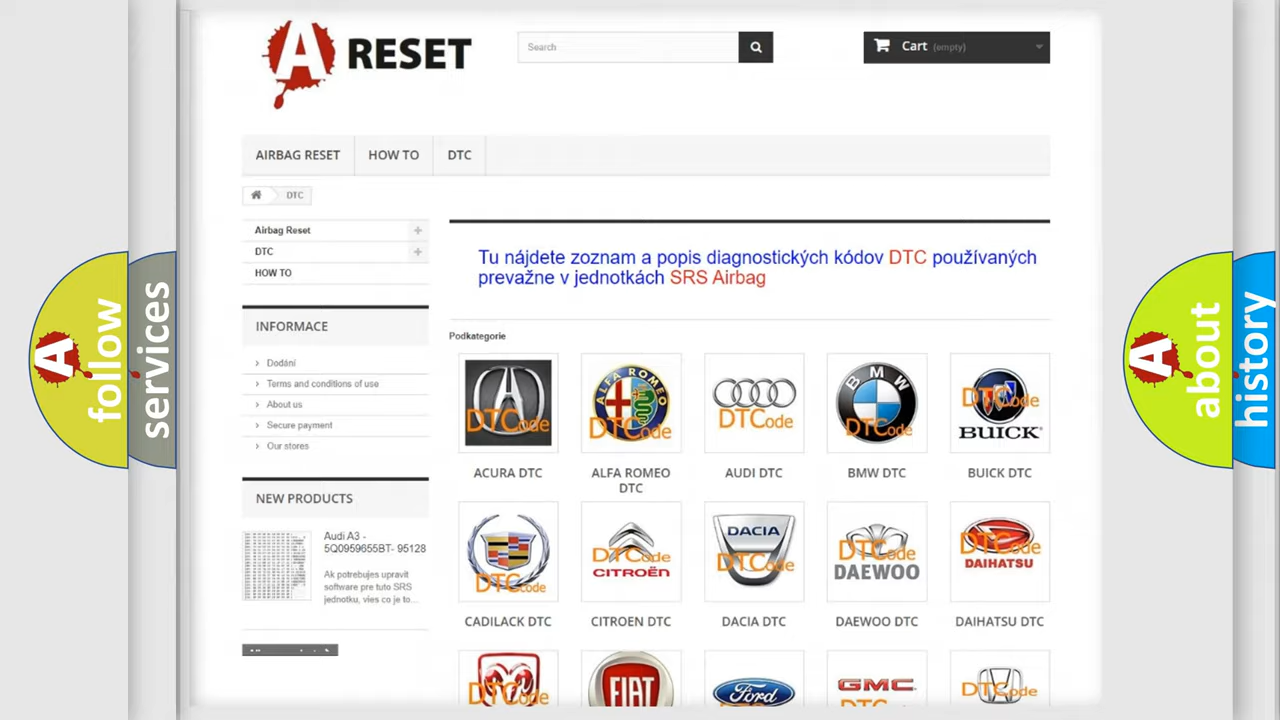 A RESET
Search
Cart (empty)
AIRBAG RESET
HOW TO
DTC
DTC
Airbag Reset
DTC
HOW TO
INFORMACE
Dodání
Terms and conditions of use
About us
Secure payment
Our stores
NEW PRODUCTS
Audi A3 -
5Q0959655BT- 95128
Ak potrebujes upravit
software pre tuto SRS
jednotku, vies co je to...
Tu nájdete zoznam a popis diagnostických kódov DTC používaných
prevažne v jednotkách SRS Airbag
Podkategorie
DTCode
ALFA ROMEO
DTCode
DTCode
BMW
DTCode
DTCode
BUICK
ACURA DTC
ALFA ROMEO
DTC
AUDI DTC
BMW DTC
BUICK DTC
DTCode
DTCode
CITROËN
DACIA
DTCode
DTCode
DAEWOO
DTCode
DAIHATSU
CADILACK DTC
CITROEN DTC
DACIA DTC
DAEWOO DTC
DAIHATSU DTC
DTCode
FIAT
Ford
GMC
DTCode
A follow
services
A about
history